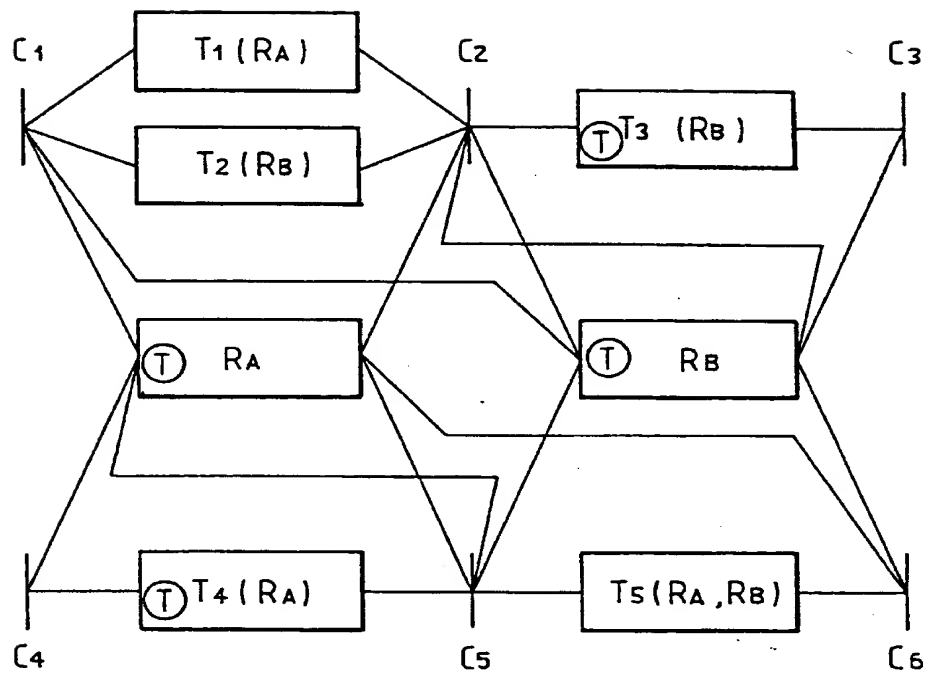 C1
T1 (RA)
C2
C3
T2 (RB)
T T3 (RB)
T RA
T RB
T T4 (RA)
T5 (RA, RB)
C4
C5
C6